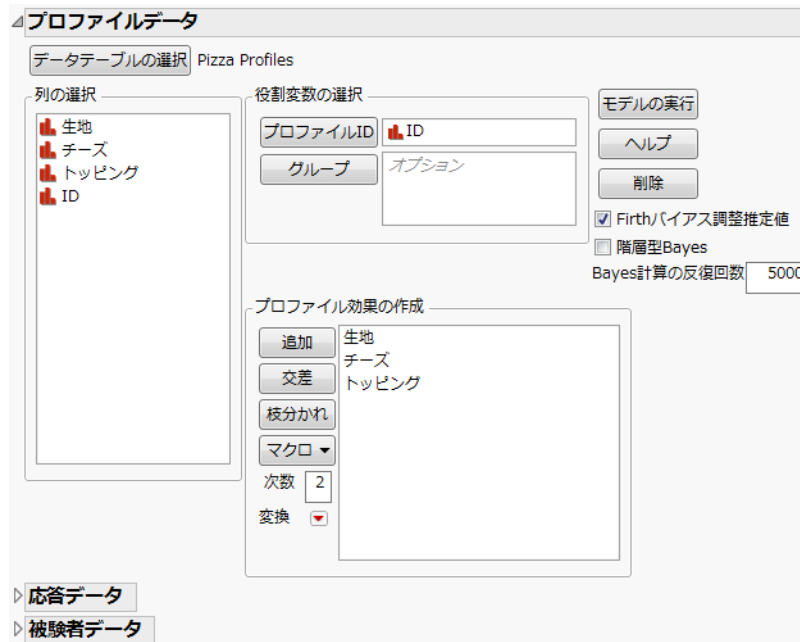 プロファイルデータ
データテーブルの選択 Pizza Profiles
列の選択
生地
チーズ
トッピング
ID
役割変数の選択
プロファイルID ID
グループ オプション
モデルの実行
ヘルプ
削除
Firthバイアス調整推定値
階層型Bayes
Bayes計算の反復回数 5000
プロファイル効果の作成
追加
交差
枝分かれ
マクロ
次数 2
変換
生地
チーズ
トッピング
応答データ
被験者データ